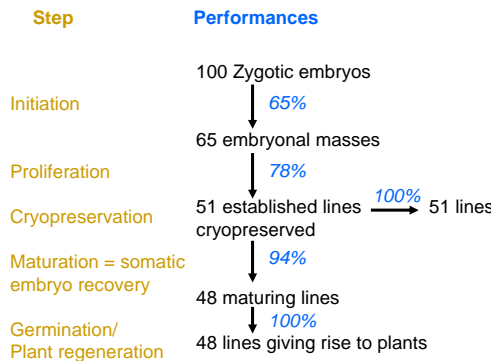 Step Performances
100 Zygotic embryos
Initiation 65%
65 embryonal masses
Proliferation 78%
100%
Cryopreservation 51 established lines 51 lines
cryopreserved
Maturation = somatic 94%
embryo recovery
48 maturing lines
Germination/ 100%
Plant regeneration 48 lines giving rise to plants